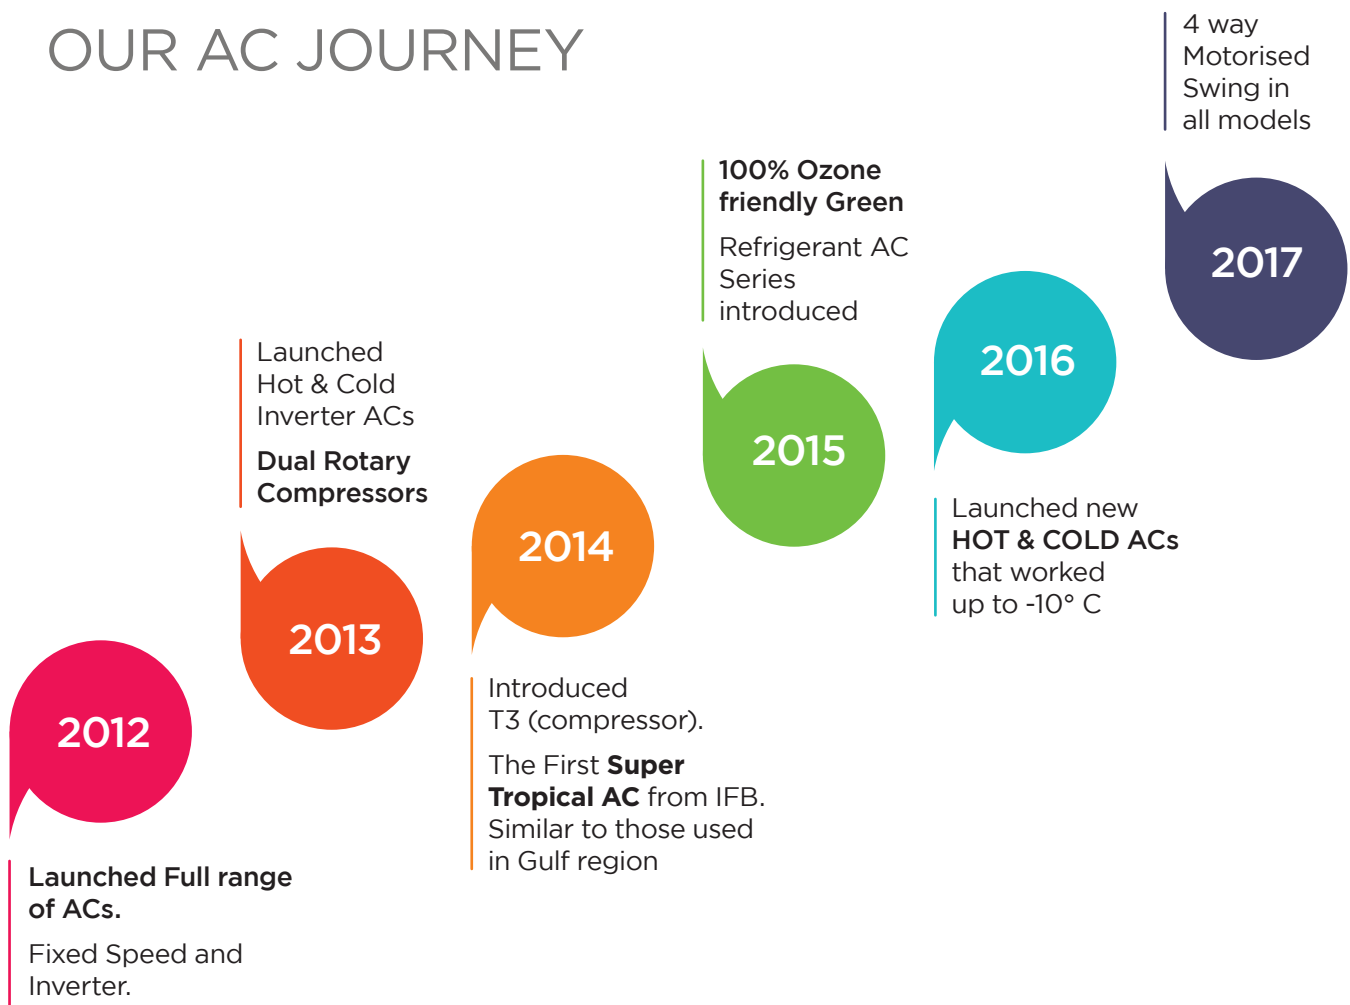 OUR AC JOURNEY
2012
Launched Full range
of ACs.
Fixed Speed and
Inverter.
Launched
Hot & Cold
Inverter ACs
Dual Rotary
Compressors
2013
2014
Introduced
T3 (compressor).
The First Super
Tropical AC from IFB.
Similar to those used
in Gulf region
100% Ozone
friendly Green
Refrigerant AC
Series
introduced
2015
2016
Launched new
HOT & COLD ACs
that worked
up to -10° C
4 way
Motorised
Swing in
all models
2017